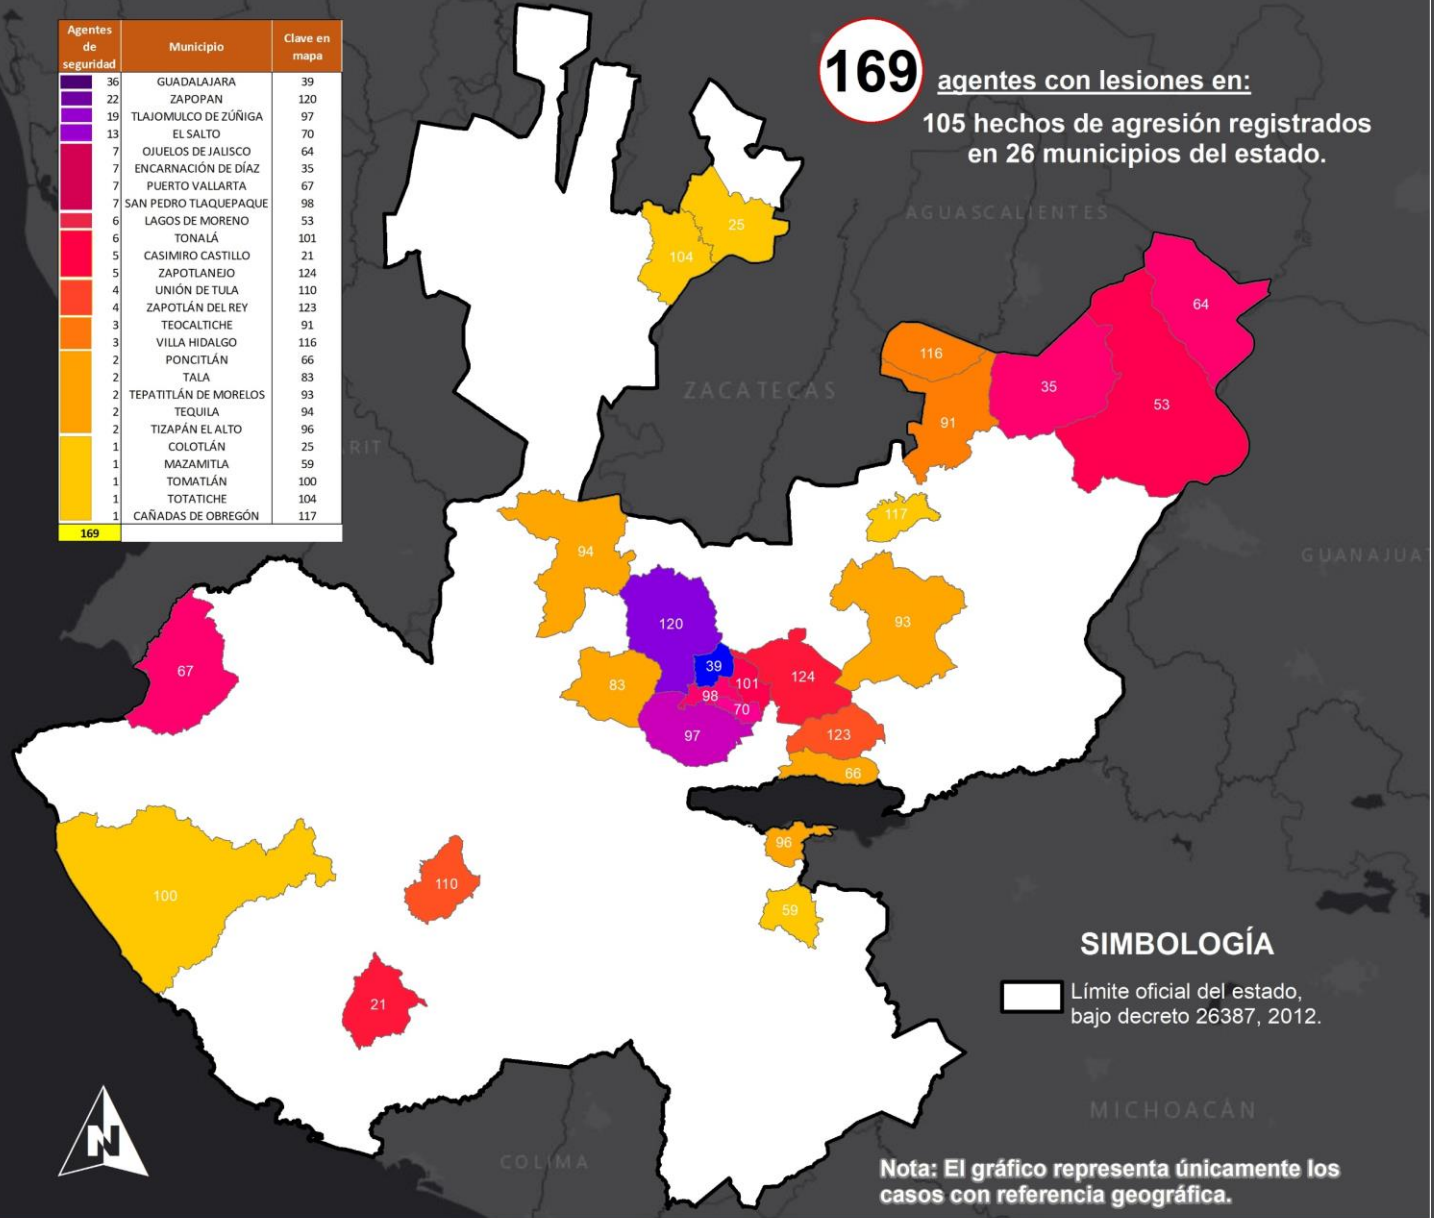 Agentes de seguridad Municipio Clave en mapa
36 GUADALAJARA 39
22 ZAPOPAN 120
19 TLAJOMULCO DE ZÚÑIGA 97
13 EL SALTO 70
7 OJUELOS DE JALISCO 64
7 ENCARNACIÓN DE DÍAZ 35
7 PUERTO VALLARTA 67
7 SAN PEDRO TLAQUEPAQUE 98
6 LAGOS DE MORENO 53
6 TONALÁ 101
5 CASIMIRO CASTILLO 21
5 ZAPOTLANEJO 124
4 UNIÓN DE TULA 110
4 ZAPOTLÁN DEL REY 123
3 TEOCALTICHE 91
3 VILLA HIDALGO 116
2 PONCITLÁN 66
2 TALA 83
2 TEPATITLÁN DE MORELOS 93
2 TEQUILA 94
2 TIZAPÁN EL ALTO 96
1 COLOTLÁN 25
1 MAZAMITLA 59
1 TOMATLÁN 100
1 TOTATICHE 104
1 CAÑADAS DE OBREGÓN 117
169
169 agentes con lesiones en:
105 hechos de agresión registrados
en 26 municipios del estado.
AGUASCALIENTES
25
104
64
116
35
ZACATECAS
53
91
RIT
117
94
GUANAJUAT
120
93
39
67
124
83
101
98
70
97
123
66
96
110
100
59
SIMBOLOGÍA
Límite oficial del estado,
bajo decreto 26387, 2012.
21
N
MICHOACÁN
COLIMA
Nota: El gráfico representa únicamente los
casos con referencia geográfica.